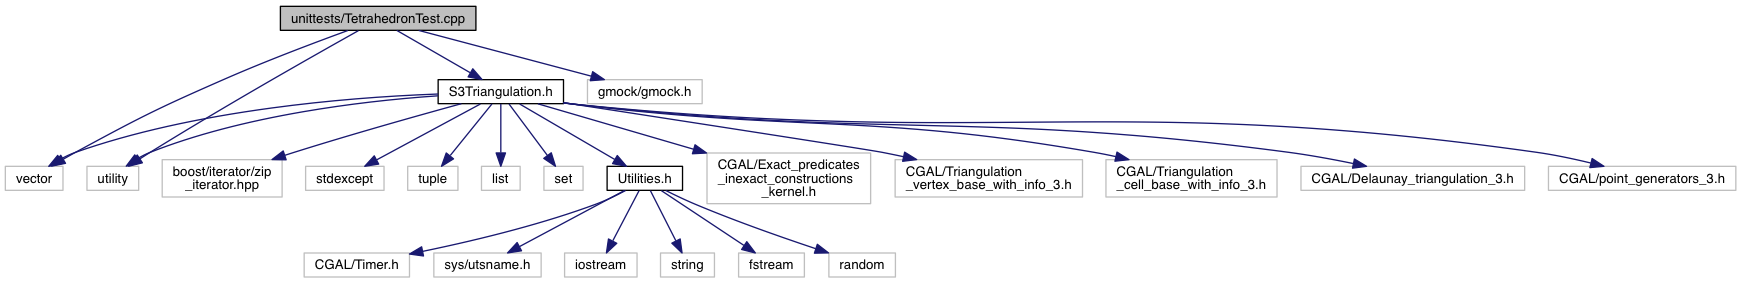 unittests/TetrahedronTest.cpp
S3Triangulation.h
gmock/gmock.h
vector
utility
boost/iterator/zip
_iterator.hpp
stdexcept
tuple
list
set
Utilities.h
CGAL/Exact_predicates
_inexact_constructions
_kernel.h
CGAL/Triangulation
_vertex_base_with_info_3.h
CGAL/Triangulation
_cell_base_with_info_3.h
CGAL/Delaunay_triangulation_3.h
CGAL/point_generators_3.h
CGAL/Timer.h
sys/utsname.h
iostream
string
fstream
random